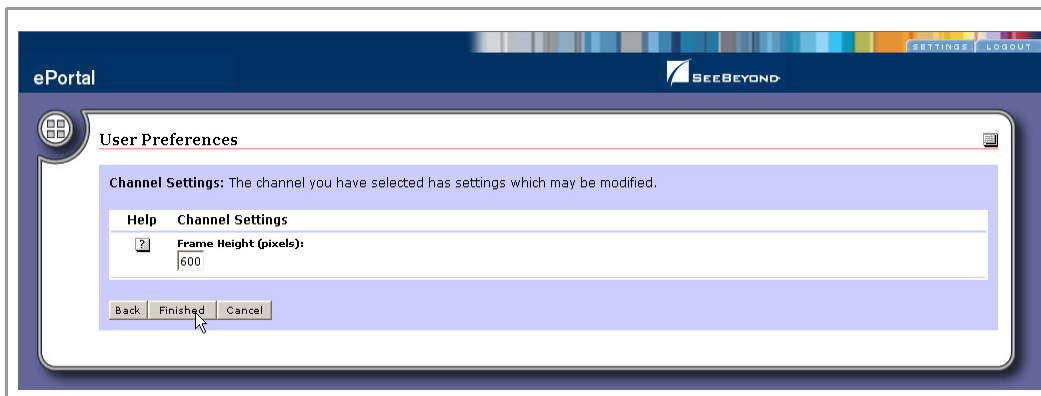 SETTINGS LOGOUT
ePortal
SEEBEYOND
User Preferences
Channel Settings: The channel you have selected has settings which may be modified.
Help Channel Settings
? Frame Height (pixels):
600
Back Finished Cancel